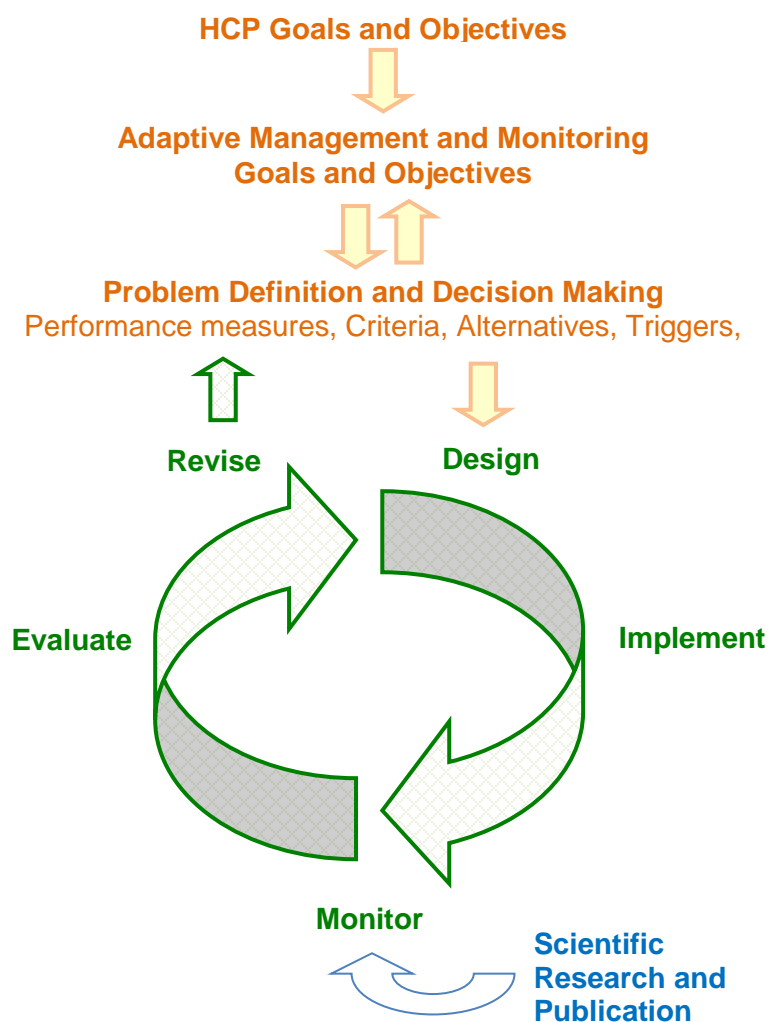 HCP Goals and Objectives
Adaptive Management and Monitoring
Goals and Objectives
Problem Definition and Decision Making
Performance measures, Criteria, Alternatives, Triggers,
Revise
Design
Evaluate
Implement
Monitor
Scientific
Research and
Publication